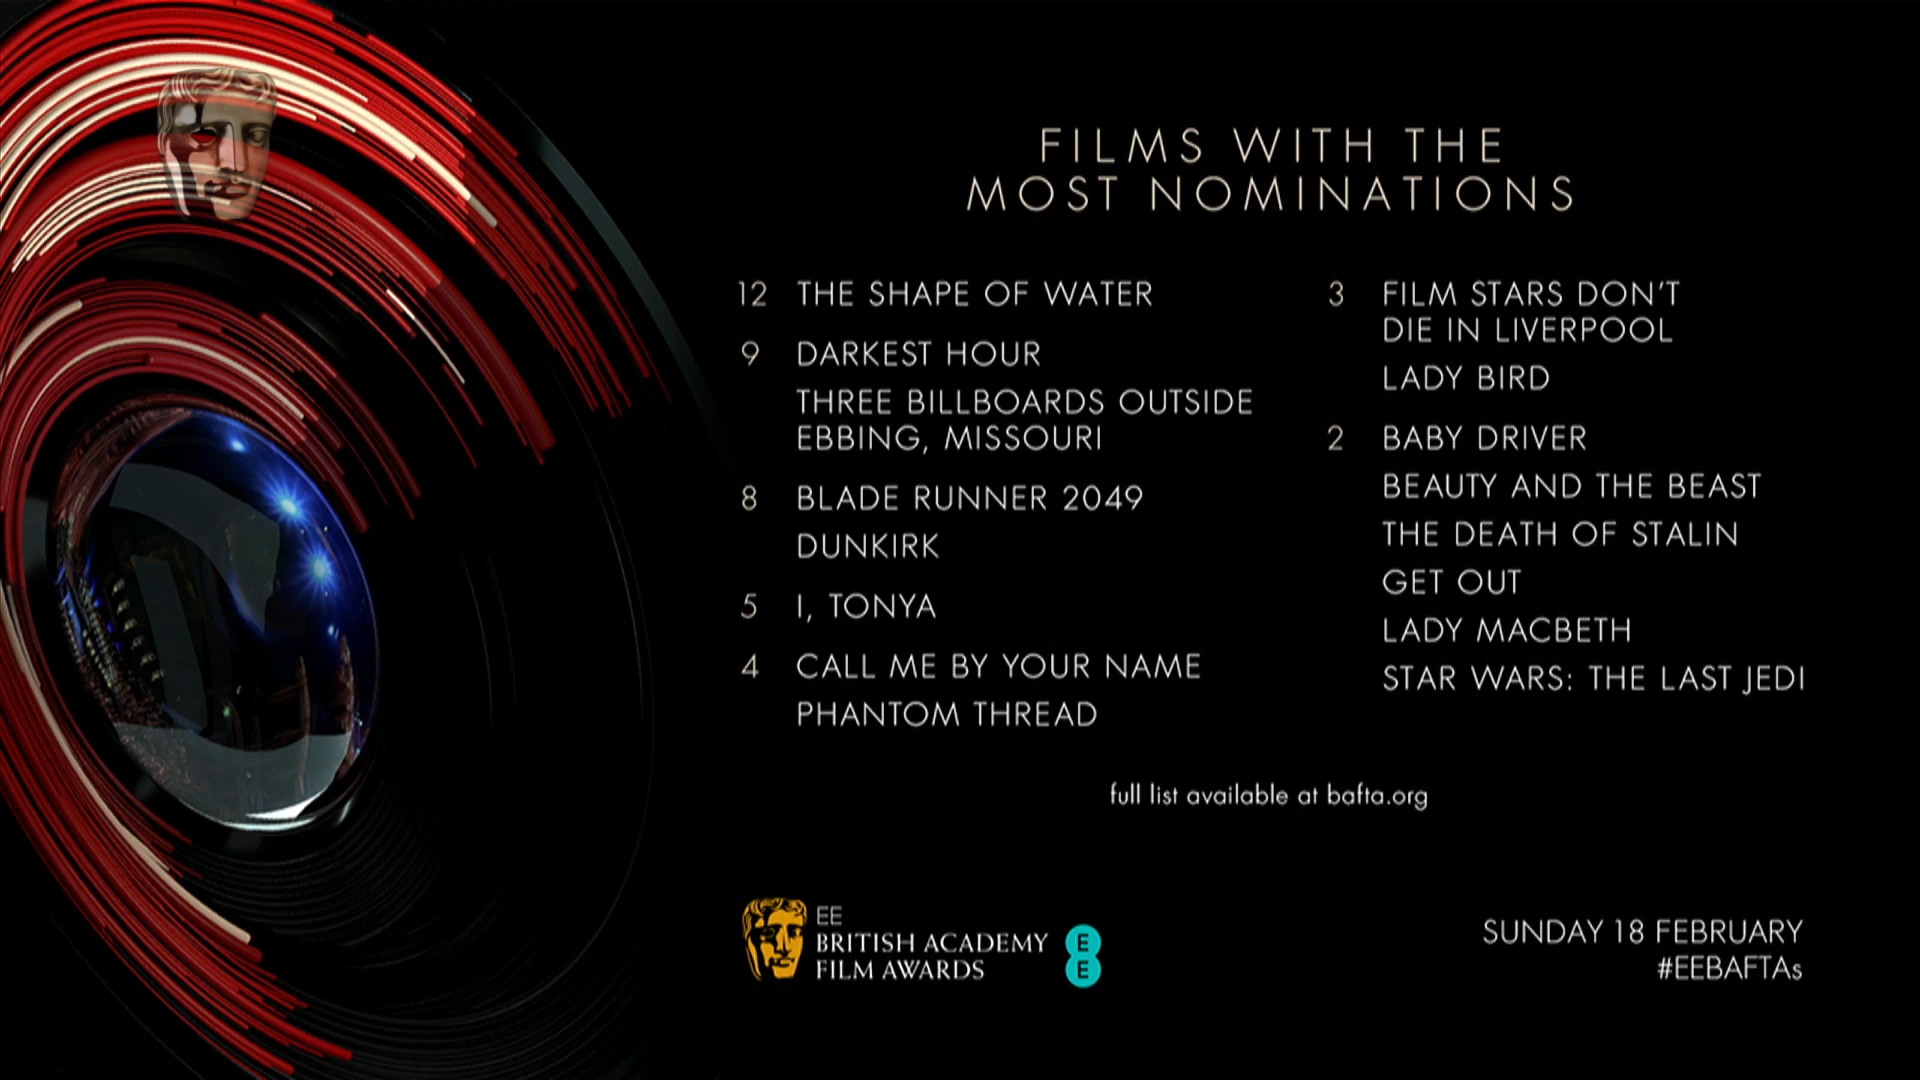 FILMS WITH THE
MOST NOMINATIONS
12 THE SHAPE OF WATER
9 DARKEST HOUR
THREE BILLBOARDS OUTSIDE
EBBING, MISSOURI
8 BLADE RUNNER 2049
DUNKIRK
5 I, TONYA
4 CALL ME BY YOUR NAME
PHANTOM THREAD
3 FILM STARS DON'T
DIE IN LIVERPOOL
LADY BIRD
2 BABY DRIVER
BEAUTY AND THE BEAST
THE DEATH OF STALIN
GET OUT
LADY MACBETH
STAR WARS: THE LAST JEDI
full list available at bafta.org
EE
BRITISH ACADEMY
FILM AWARDS
E
E
SUNDAY 18 FEBRUARY
#EEBAFTAs